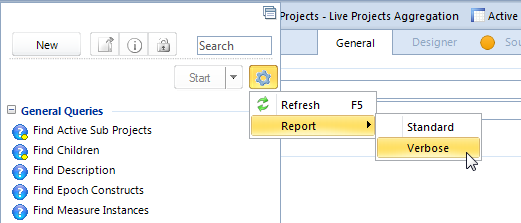 Projects - Live Projects Aggregation Active
New Search General Designer Sou
Start
Refresh F5
General Queries Report Standard
Find Active Sub Projects Verbose
Find Children
Find Description
Find Epoch Constructs
Find Measure Instances